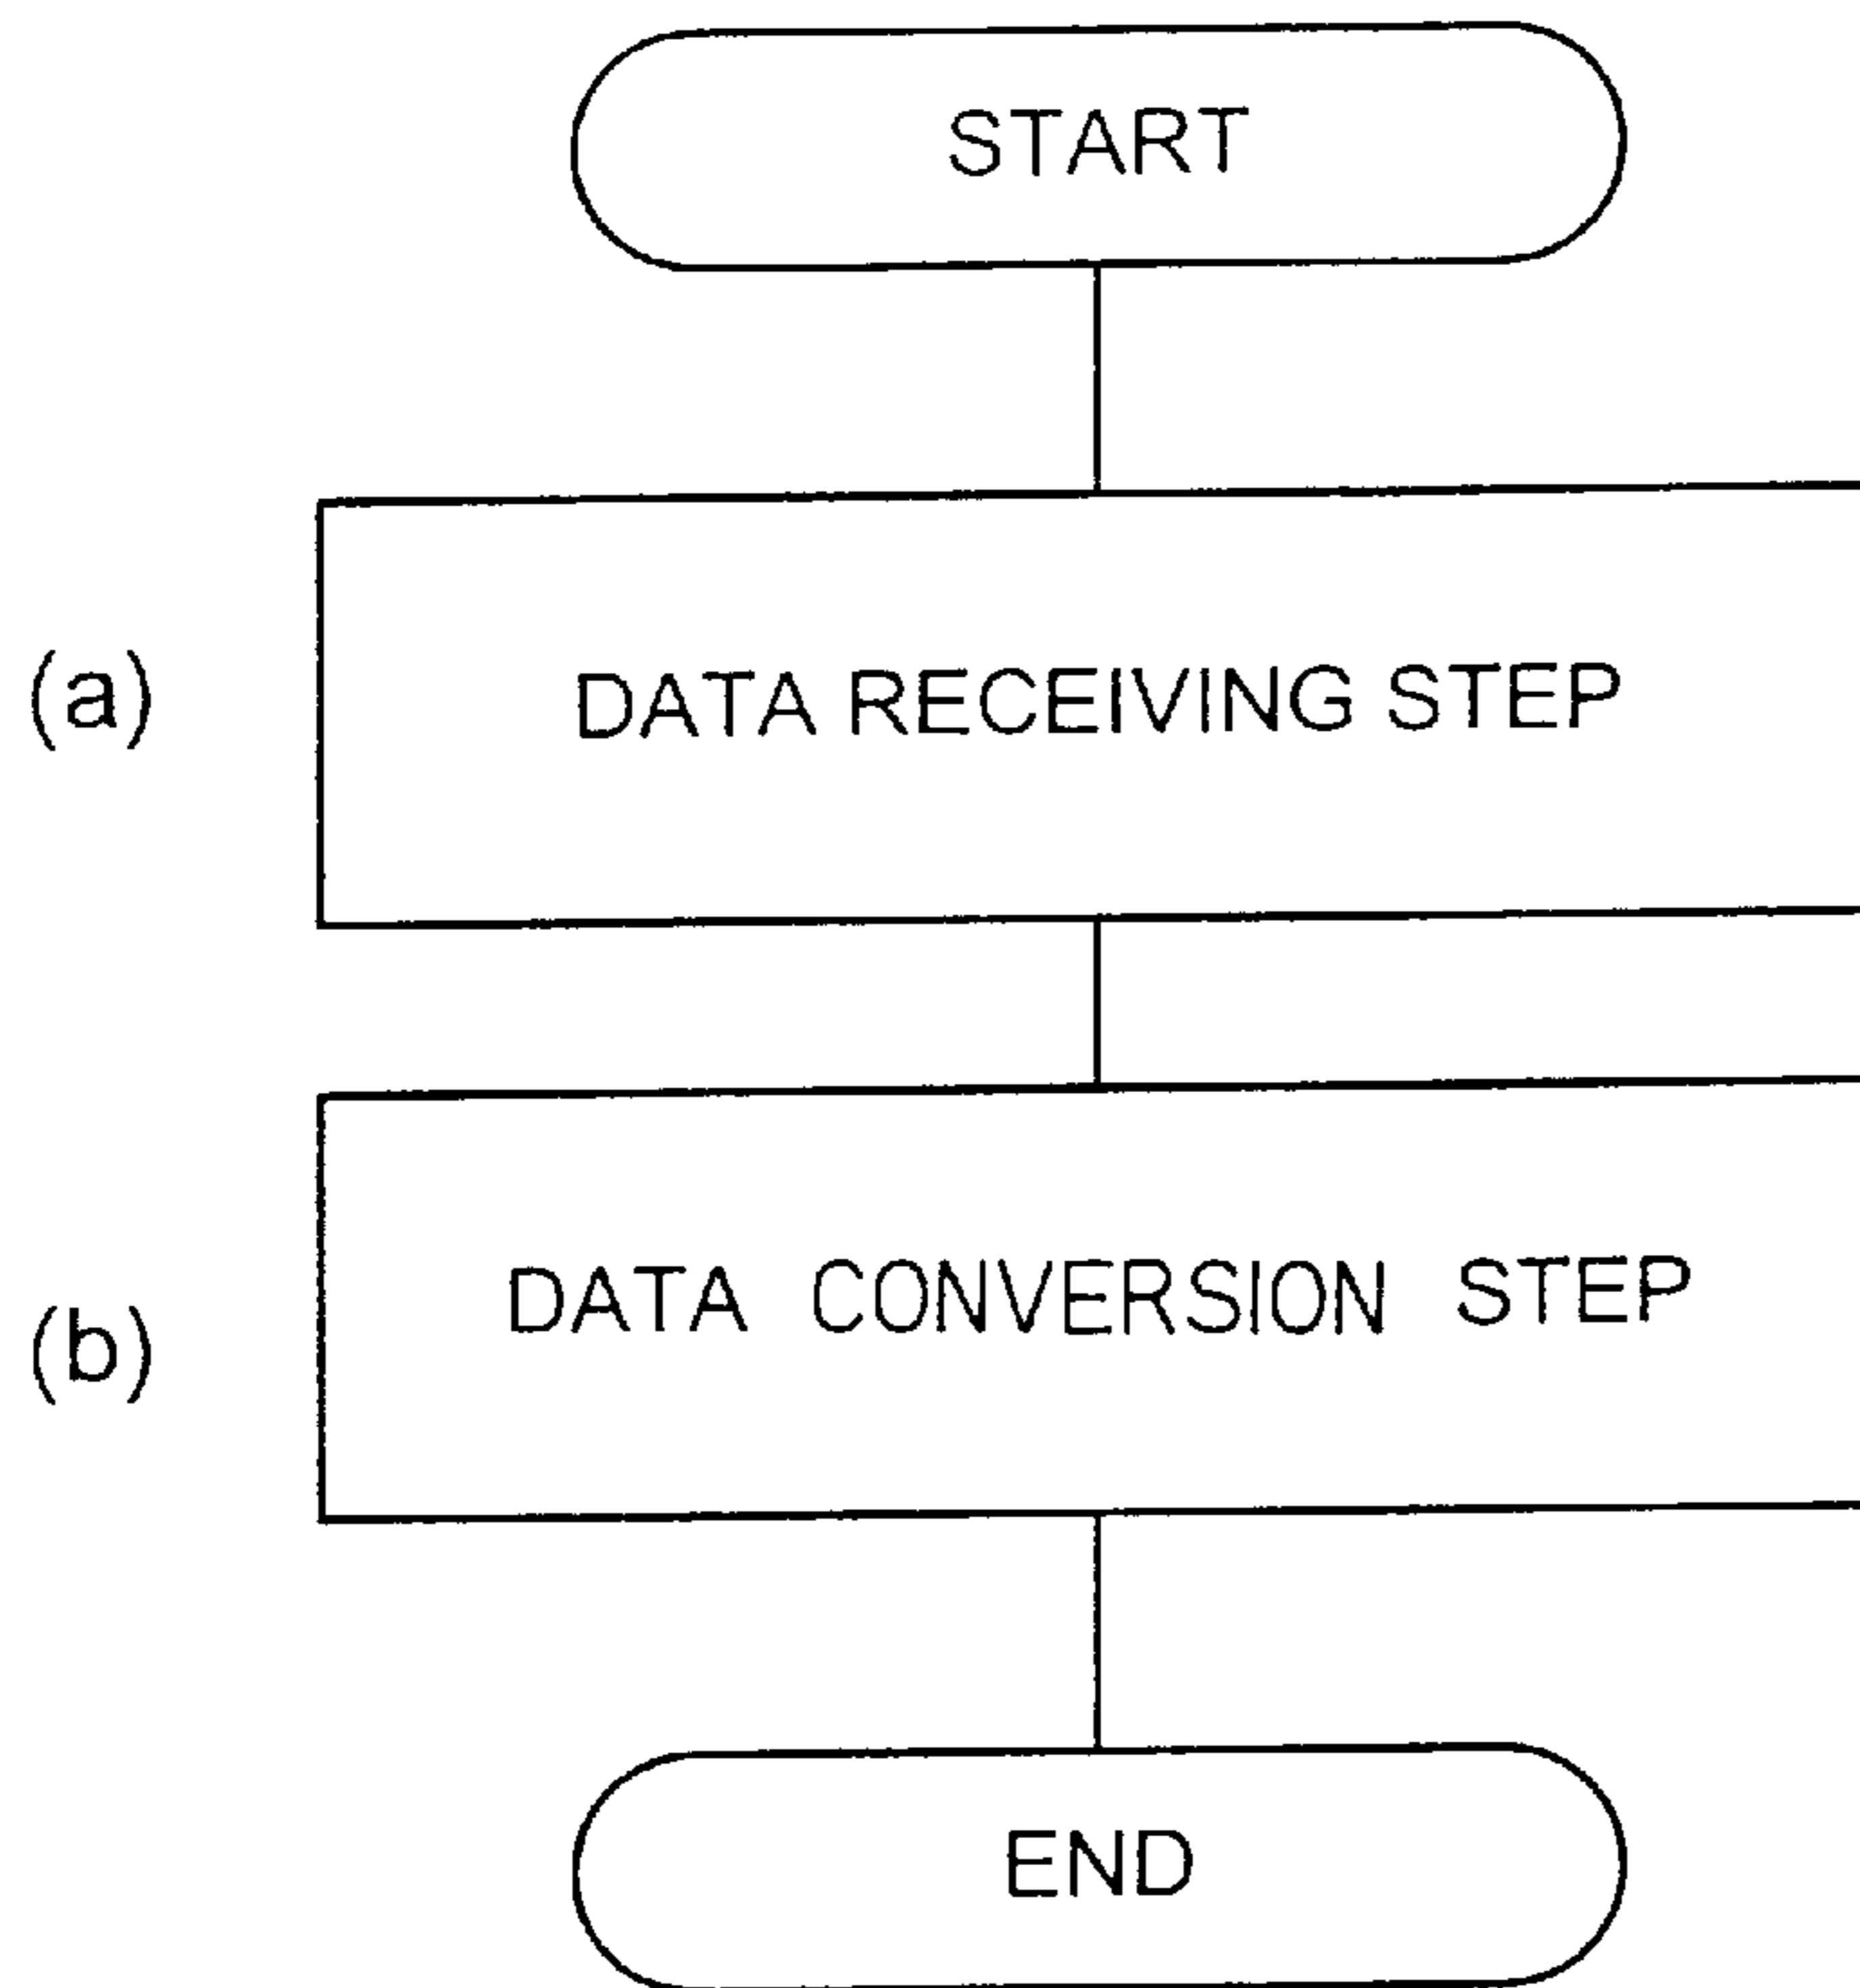 START
(a)
DATA RECEIVING STEP
(b)
DATA CONVERSION STEP
END